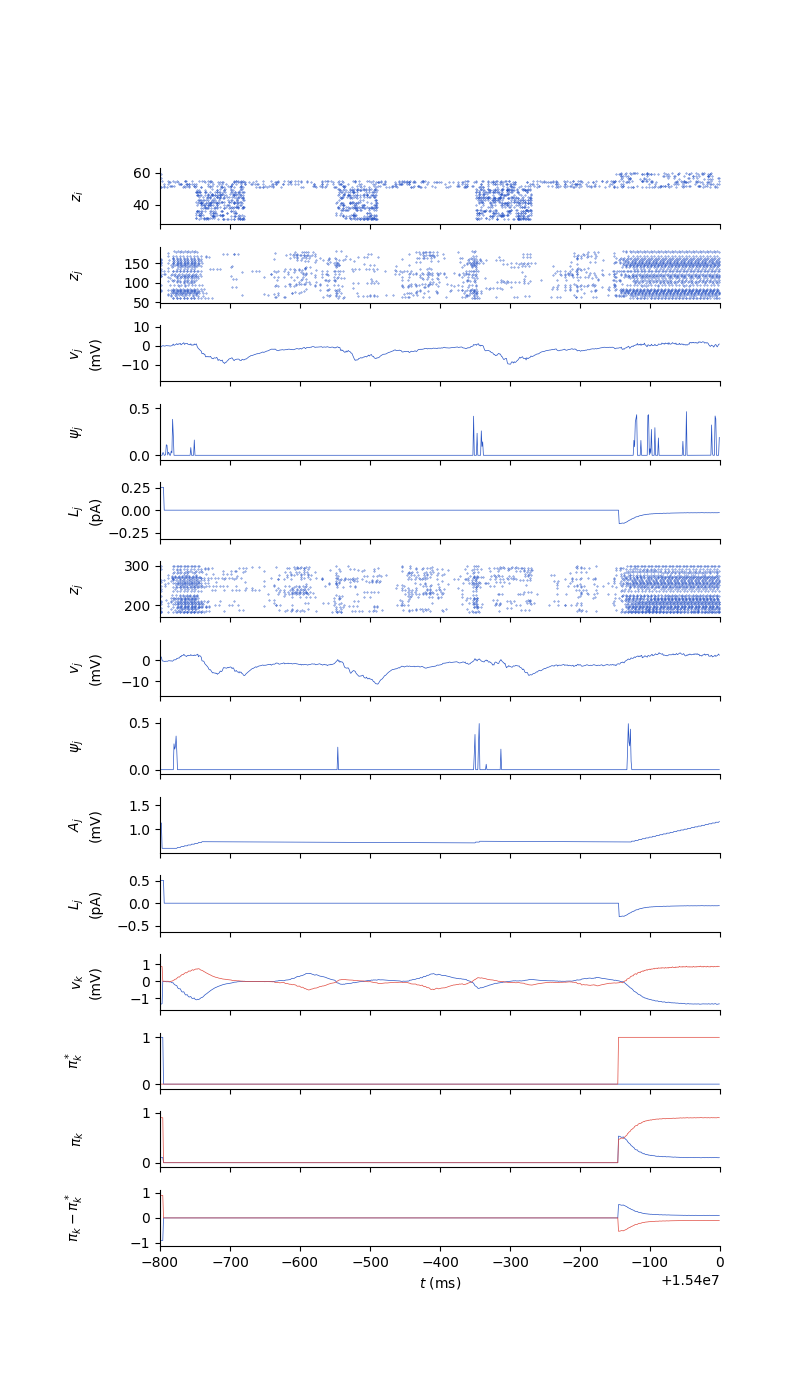 60
40
z_i
150
100
50
z_j
10
0
−10
v_j
(mV)
0.5
0.0
ψ_j
0.25
0.00
−0.25
L_j
(pA)
300
200
z_j
0
−10
v_j
(mV)
0.5
0.0
ψ_j
1.5
1.0
A_j
(mV)
0.5
0.0
−0.5
L_j
(pA)
1
0
−1
v_k
(mV)
1
0
π_k^*
1
0
π_k
1
0
−1
π_k − π_k^*
−800 −700 −600 −500 −400 −300 −200 −100 0
t (ms)
+1.54e7